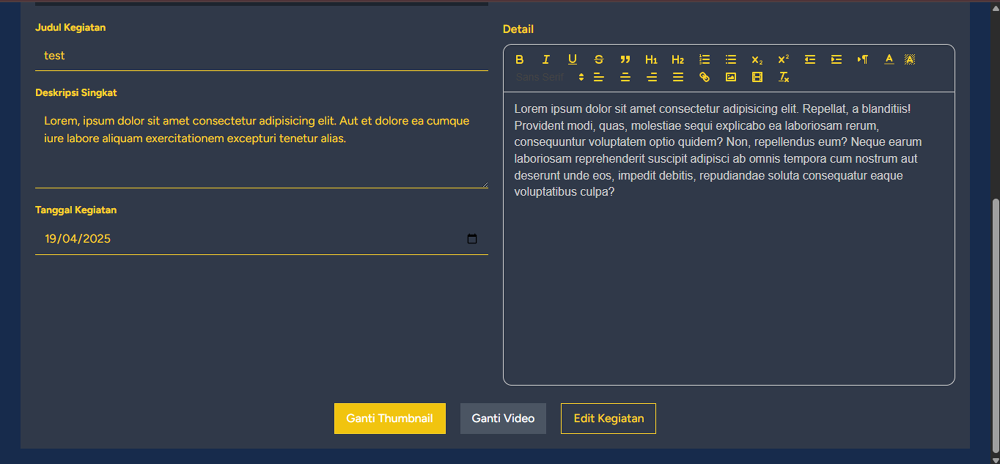 Judul Kegiatan
test
Deskripsi Singkat
Lorem, ipsum dolor sit amet consectetur adipisicing elit. Aut et dolore ea cumque
iure labore aliquam exercitationem excepturi tenetur alias.
Tanggal Kegiatan
19/04/2025
Detail
B I U S H1 H2 X2 X2 A A
Sans Serif
Lorem ipsum dolor sit amet consectetur adipisicing elit. Repellat, a blanditiis!
Provident modi, quas, molestiae sequi explicabo ea laboriosam rerum,
consequuntur voluptatem optio quidem? Non, repellendus eum? Neque earum
laboriosam reprehenderit suscipit adipisci ab omnis tempora cum nostrum aut
deserunt unde eos, impedit debitis, repudiandae soluta consequatur eaque
voluptatibus culpa?
Ganti Thumbnail
Ganti Video
Edit Kegiatan